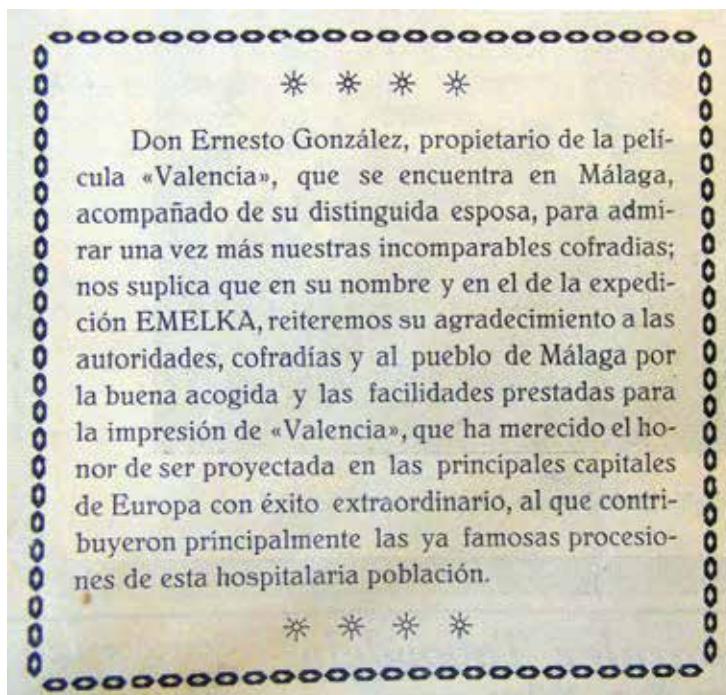 Don Ernesto González, propietario de la pelí-
cula «Valencia», que se encuentra en Málaga,
acompañado de su distinguida esposa, para admi-
rar una vez más nuestras incomparables cofradias;
nos suplica que en su nombre y en el de la expedi-
ción EMELKA, reiteremos su agradecimiento a las
autoridades, cofradías y al pueblo de Málaga por
la buena acogida y las facilidades prestadas para
la impresión de «Valencia», que ha merecido el ho-
nor de ser proyectada en las principales capitales
de Europa con éxito extraordinario, al que contri-
buyeron principalmente las ya famosas procesio-
nes de esta hospitalaria población.